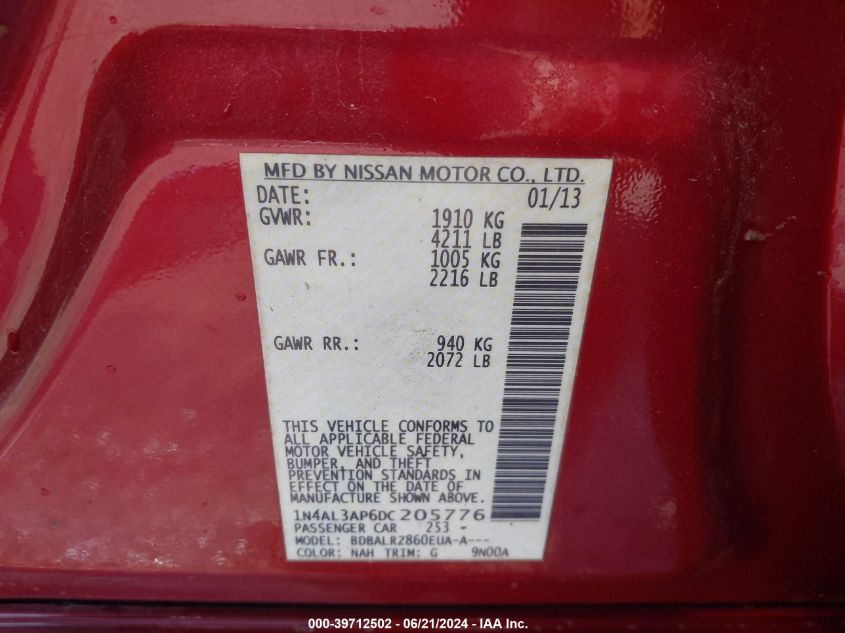 MFD BY NISSAN MOTOR CO., LTD.
DATE: 01/13
GVWR: 1910 KG
4211 LB
GAWR FR.: 1005 KG
2216 LB
GAWR RR.: 940 KG
2072 LB
THIS VEHICLE CONFORMS TO
ALL APPLICABLE FEDERAL
MOTOR VEHICLE SAFETY,
BUMPER, AND THEFT
PREVENTION STANDARDS IN
EFFECT ON THE DATE OF
MANUFACTURE SHOWN ABOVE.
1N4AL3AP6DC205776
PASSENGER CAR 253 -
MODEL: BDBALRZ860EUA-A---
COLOR: NAH TRIM: G 9N00A
000-39712502 - 06/21/2024 - IAA Inc.